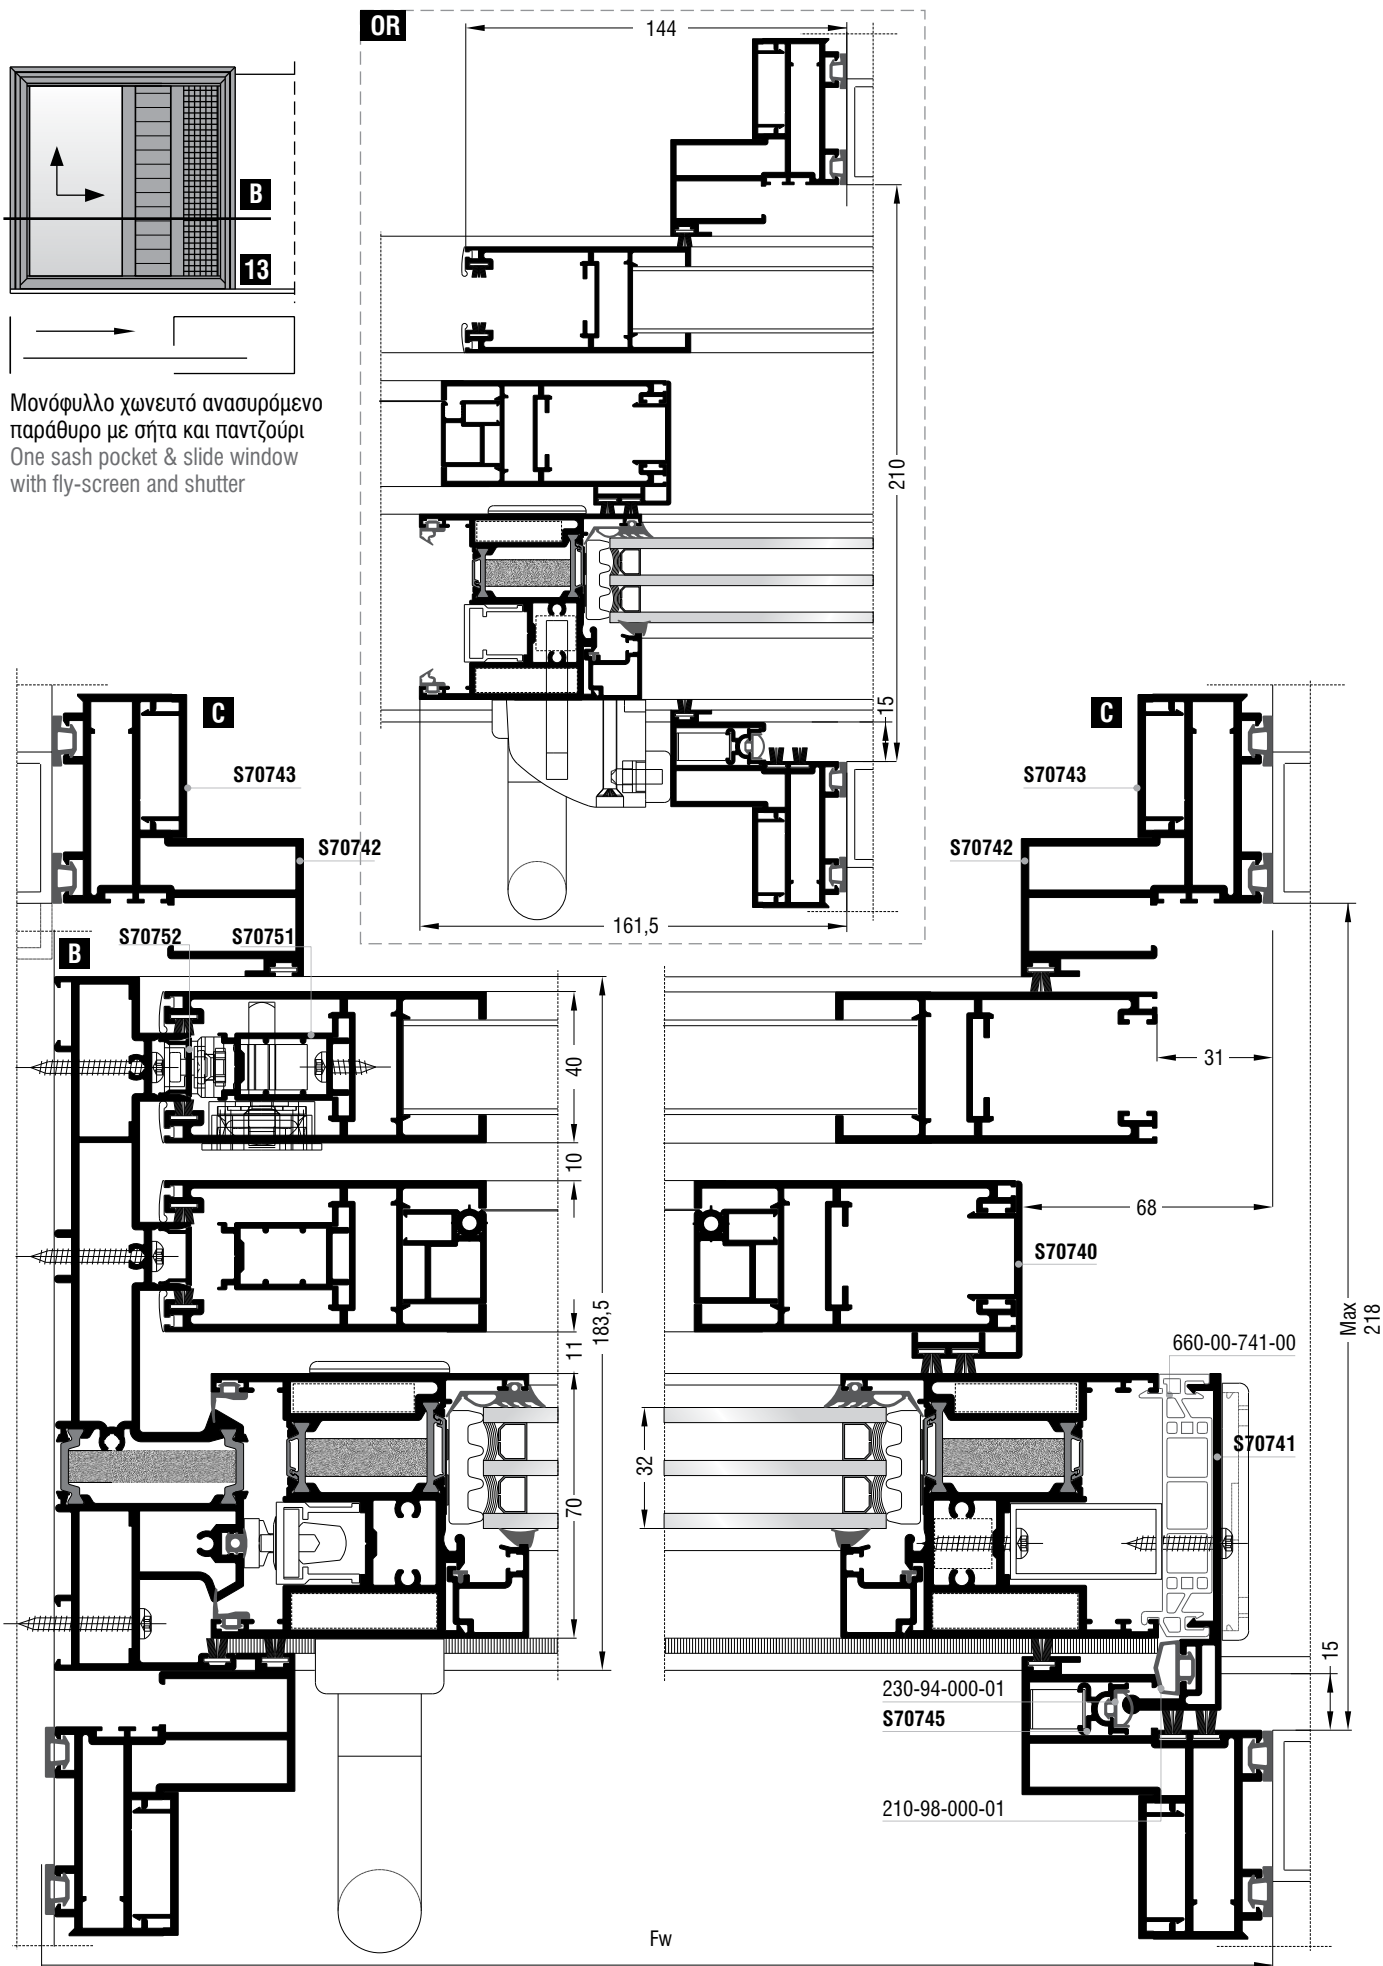 OR
144
B
13
Μονόφυλλο χωνευτό ανασυρόμενο
παράθυρο με σήτα και παντζούρι
One sash pocket & slide window
with fly-screen and shutter
210
15
161,5
C
S70743
S70742
C
S70743
S70742
B
S70752
S70751
40
10
183,5
11
70
31
68
S70740
Max
218
660-00-741-00
S70741
32
15
230-94-000-01
S70745
210-98-000-01
Fw